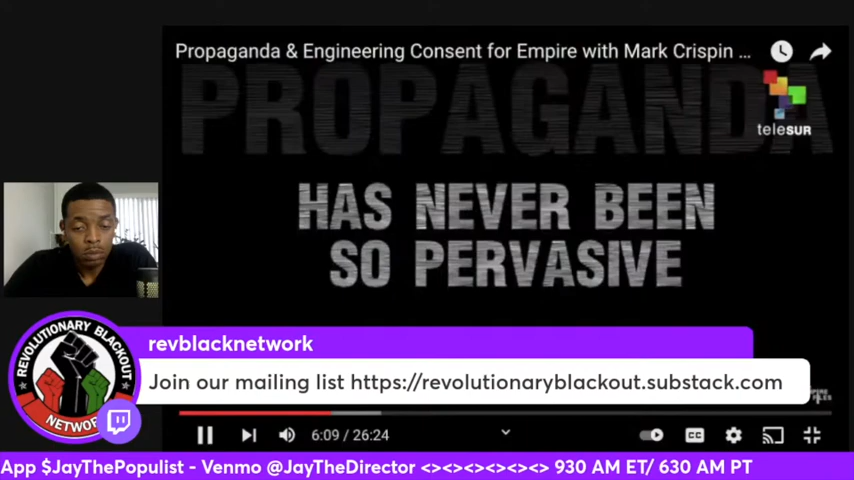 Propaganda & Engineering Consent for Empire with Mark Crispin ...
PROPAGANDA
teleSUR
HAS NEVER BEEN
SO PERVASIVE
REVOLUTIONARY BLACKOUT
NETWORK
revblacknetwork
Join our mailing list https://revolutionaryblackout.substack.com
6:09 / 26:24
CC
App $JayThePopulist - Venmo @JayTheDirector <><><><><><> 930 AM ET/ 630 AM PT